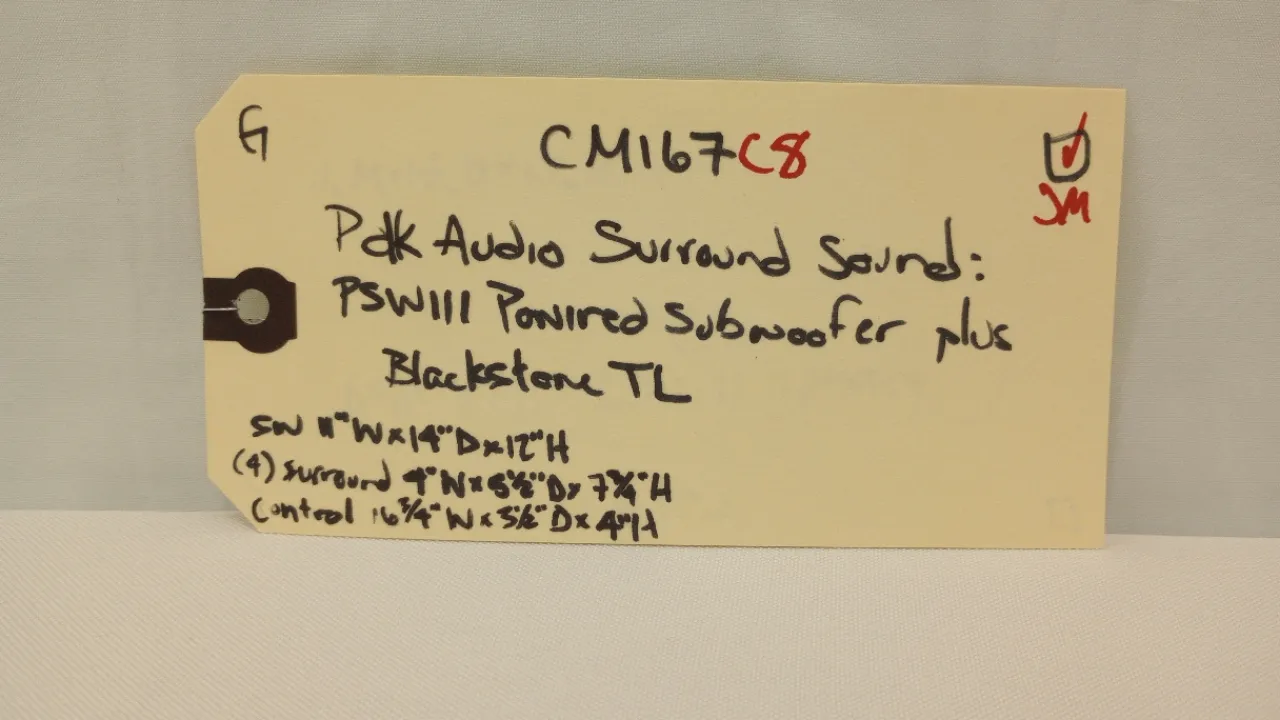 G
CM167C8
JM
Pdk Audio Surround Sound:
PSW111 Powired Subwoofer plus
Blackstone TL
SW 11"W x 14"D x 12"H
(4) Surround 4"W x 5½"D x 7¾"H
Control 16¾"W x 3½"D x 4"H